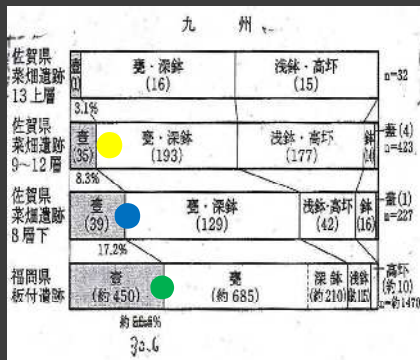 九 州
佐賀県
菜畑遺跡
13上層
壺
(1)
甕・深鉢
(16)
浅鉢・高坏
(15)
n=32
3.1%
佐賀県
菜畑遺跡
9~12層
壺
(35)
甕・深鉢
(193)
浅鉢・高坏
(177)
鉢
(14)
蓋(4)
n=423
8.3%
佐賀県
菜畑遺跡
8層下
壺
(39)
甕・深鉢
(129)
浅鉢・高坏
(42)
鉢
(16)
蓋(1)
n=227
17.2%
福岡県
板付遺跡
壺
(約450)
甕
(約685)
深鉢
(約210)
浅鉢
高坏
(約10)
n=約1470
30.6